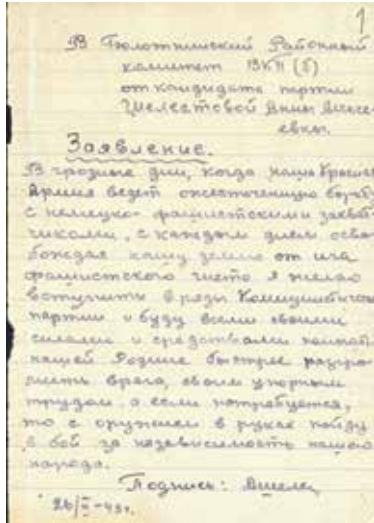 1
В Болотнинский Районный
комитет ВКП(б)
от кандидата партии
Шелестовой Анны Алексе-
евны.
Заявление.
В грозные дни, когда наша Красная
Армия ведет ожесточенную борьбу
с немецко-фашистскими захват-
чиками, с каждым днем осво-
бождая нашу землю от ига
фашистского я желаю
вступить в ряды Коммунистической
партии и буду всеми своими
силами и средствами
нашей Родине быстрее разгро-
мить врага, своим упорным
трудом, а если потребуется,
то с оружием в руках пойду
в бой за независимость нашего
народа.
Подпись:
26/ -43г.